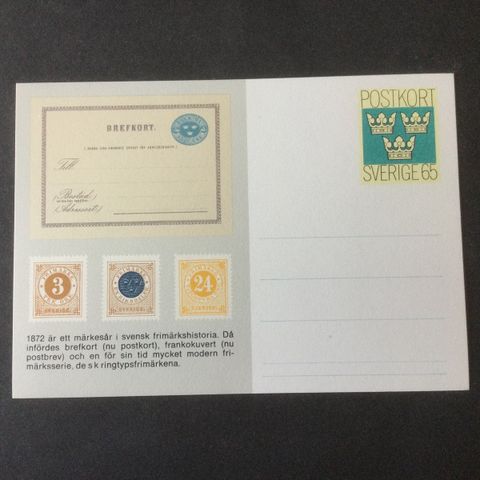 BREFKORT.
Till
(Bostad)
(Adressort)
3
24
POSTKORT
SVERIGE 65
1872 är ett märkesår i svensk frimärkshistoria. Då
infördes brefkort (nu postkort), frankokuvert (nu
postbrev) och en för sin tid mycket modern fri-
märksserie, de s k ringtypsfrimärkena.